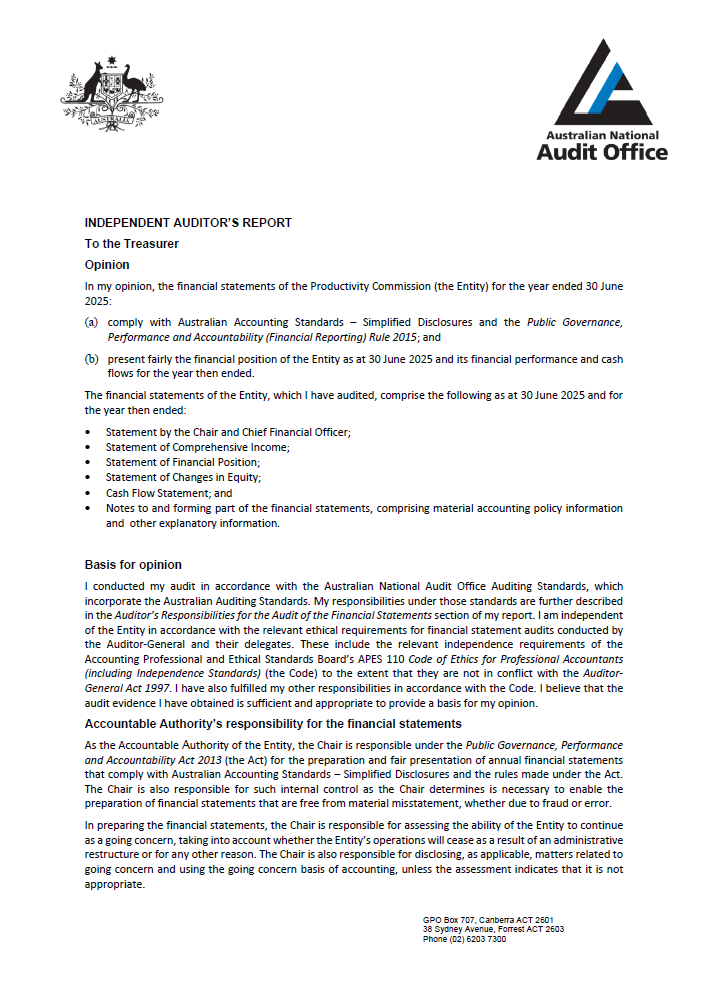 AUSTRALIA
Australian National
Audit Office
INDEPENDENT AUDITOR’S REPORT
To the Treasurer
Opinion
In my opinion, the financial statements of the Productivity Commission (the Entity) for the year ended 30 June
2025:
(a) comply with Australian Accounting Standards – Simplified Disclosures and the Public Governance,
Performance and Accountability (Financial Reporting) Rule 2015; and
(b) present fairly the financial position of the Entity as at 30 June 2025 and its financial performance and cash
flows for the year then ended.
The financial statements of the Entity, which I have audited, comprise the following as at 30 June 2025 and for
the year then ended:
• Statement by the Chair and Chief Financial Officer;
• Statement of Comprehensive Income;
• Statement of Financial Position;
• Statement of Changes in Equity;
• Cash Flow Statement; and
• Notes to and forming part of the financial statements, comprising material accounting policy information
and other explanatory information.
Basis for opinion
I conducted my audit in accordance with the Australian National Audit Office Auditing Standards, which
incorporate the Australian Auditing Standards. My responsibilities under those standards are further described
in the Auditor’s Responsibilities for the Audit of the Financial Statements section of my report. I am independent
of the Entity in accordance with the relevant ethical requirements for financial statement audits conducted by
the Auditor-General and their delegates. These include the relevant independence requirements of the
Accounting Professional and Ethical Standards Board’s APES 110 Code of Ethics for Professional Accountants
(including Independence Standards) (the Code) to the extent that they are not in conflict with the Auditor-
General Act 1997. I have also fulfilled my other responsibilities in accordance with the Code. I believe that the
audit evidence I have obtained is sufficient and appropriate to provide a basis for my opinion.
Accountable Authority’s responsibility for the financial statements
As the Accountable Authority of the Entity, the Chair is responsible under the Public Governance, Performance
and Accountability Act 2013 (the Act) for the preparation and fair presentation of annual financial statements
that comply with Australian Accounting Standards – Simplified Disclosures and the rules made under the Act.
The Chair is also responsible for such internal control as the Chair determines is necessary to enable the
preparation of financial statements that are free from material misstatement, whether due to fraud or error.
In preparing the financial statements, the Chair is responsible for assessing the ability of the Entity to continue
as a going concern, taking into account whether the Entity’s operations will cease as a result of an administrative
restructure or for any other reason. The Chair is also responsible for disclosing, as applicable, matters related to
going concern and using the going concern basis of accounting, unless the assessment indicates that it is not
appropriate.
GPO Box 707, Canberra ACT 2601
38 Sydney Avenue, Forrest ACT 2603
Phone (02) 6203 7300